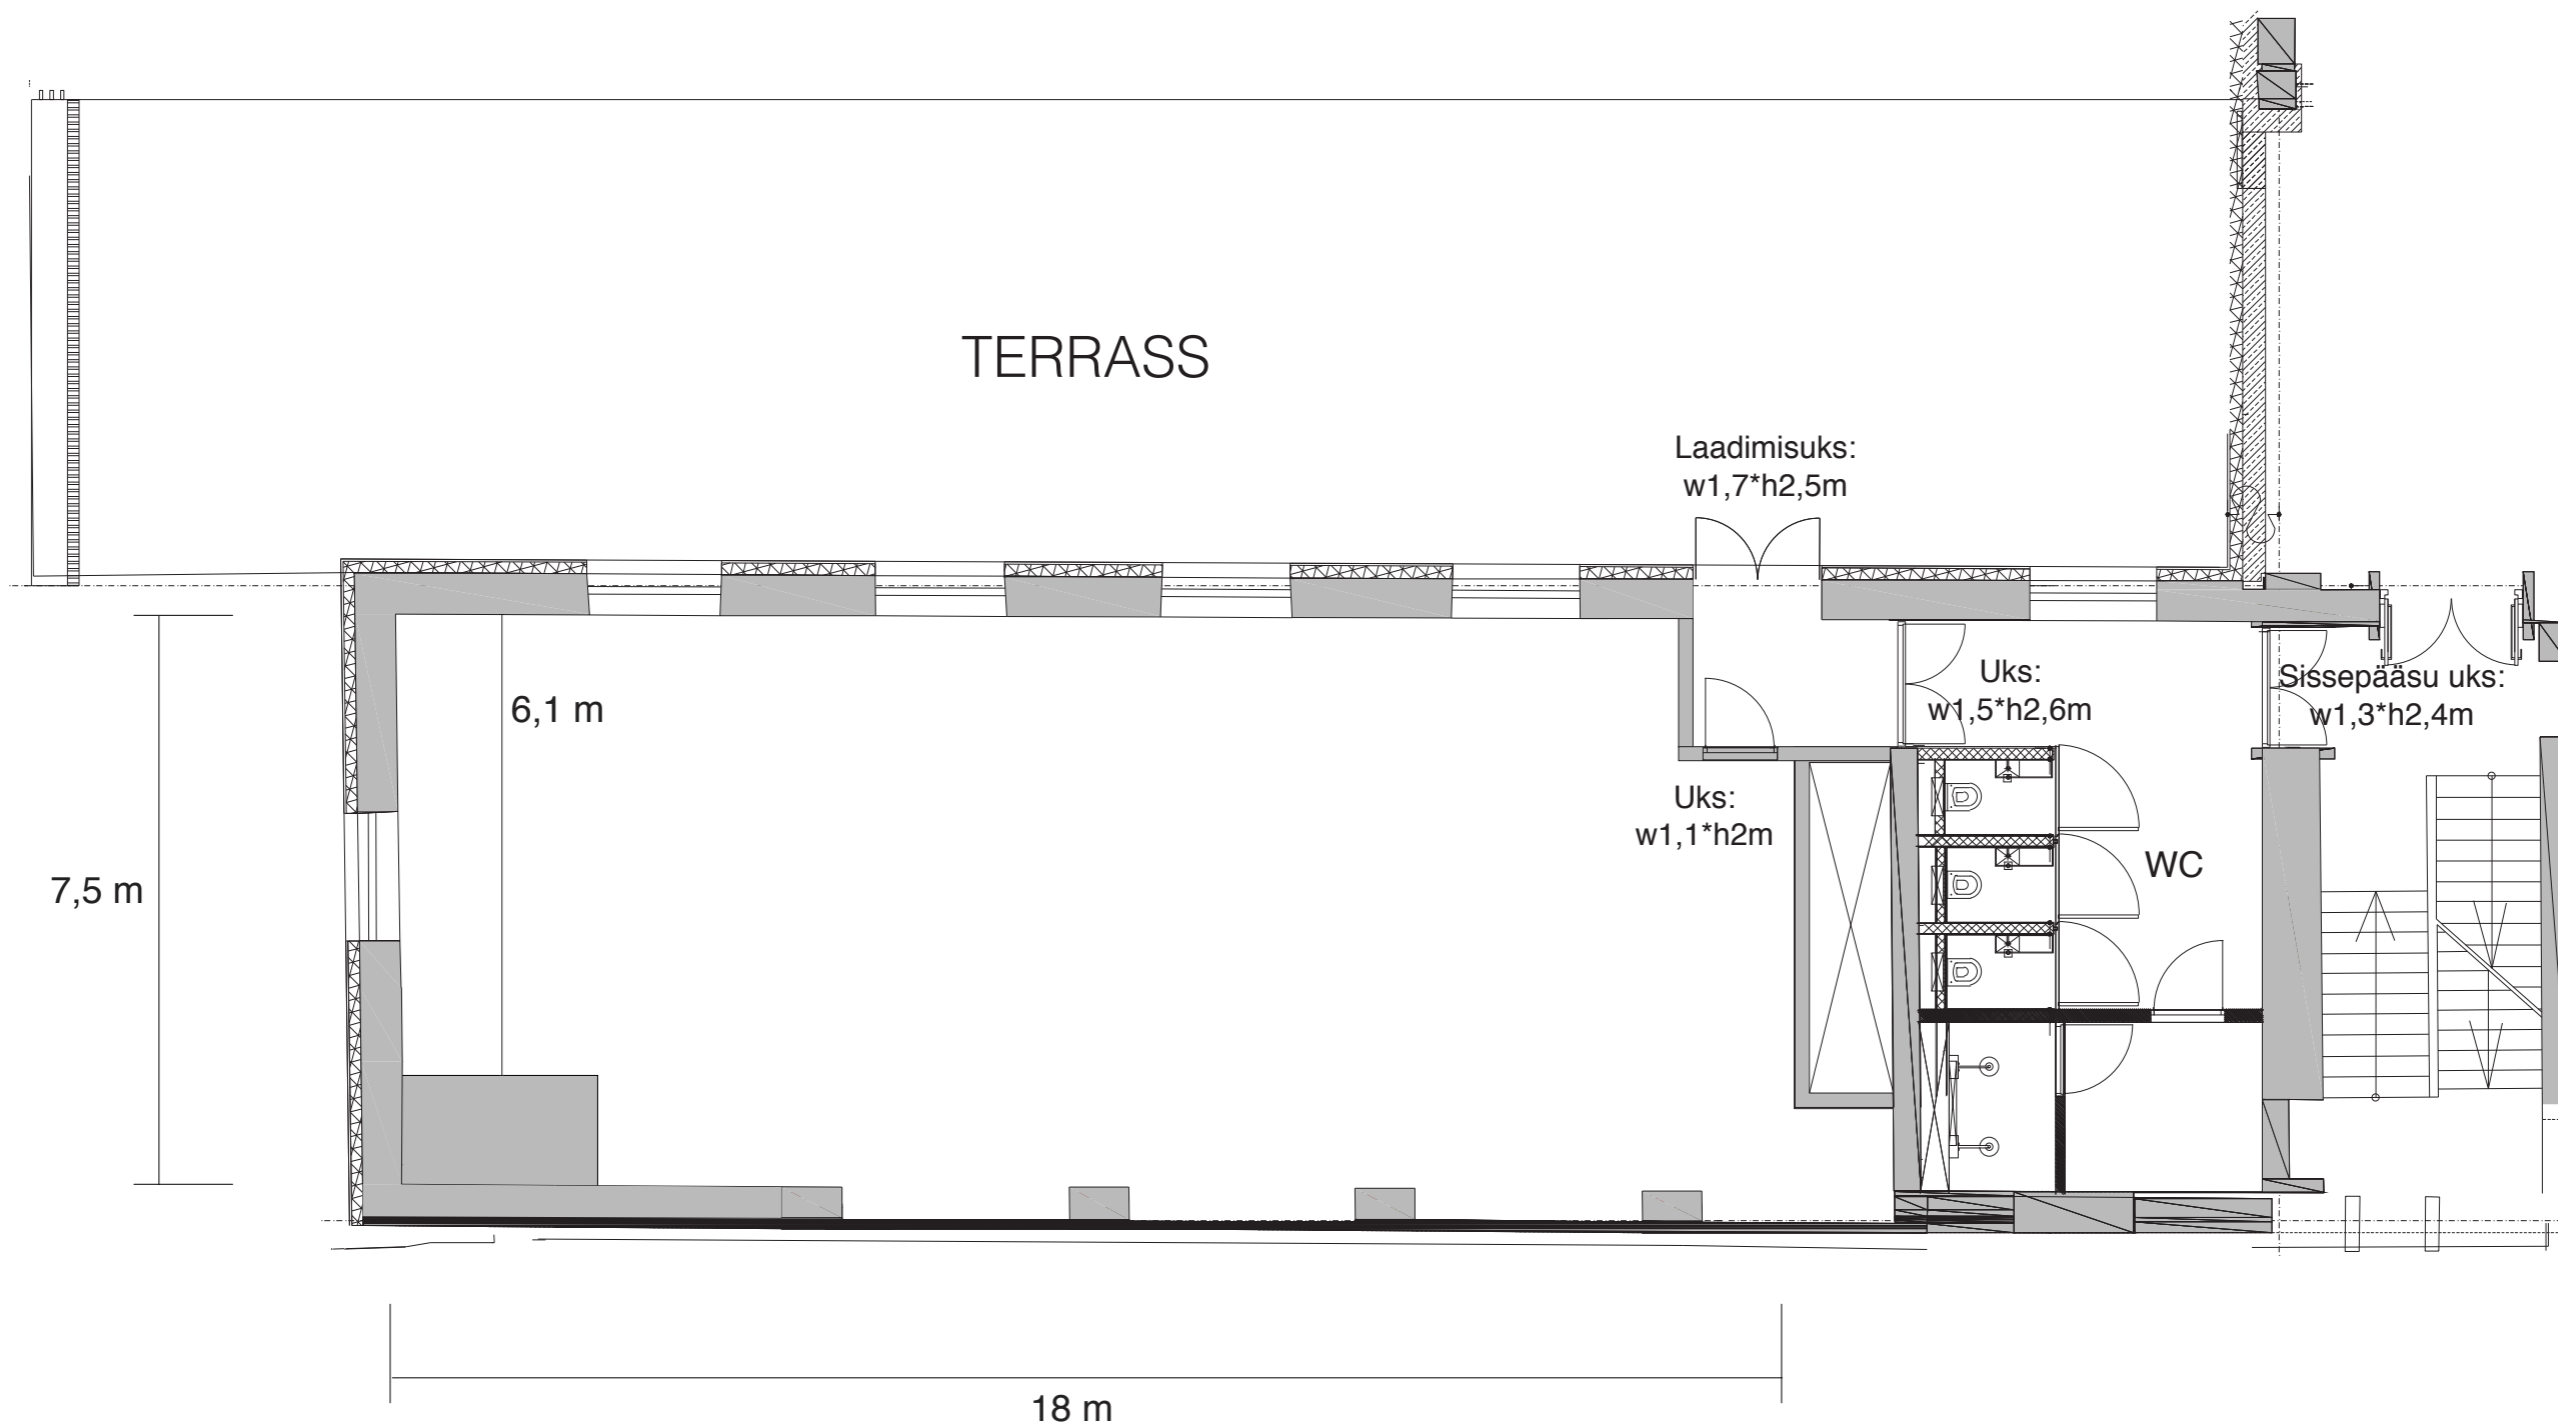 TERRASS
Laadimisuks:
w1,7*h2,5m
Uks:
w1,5*h2,6m
Sissepääsu uks:
w1,3*h2,4m
6,1 m
Uks:
w1,1*h2m
WC
7,5 m
18 m